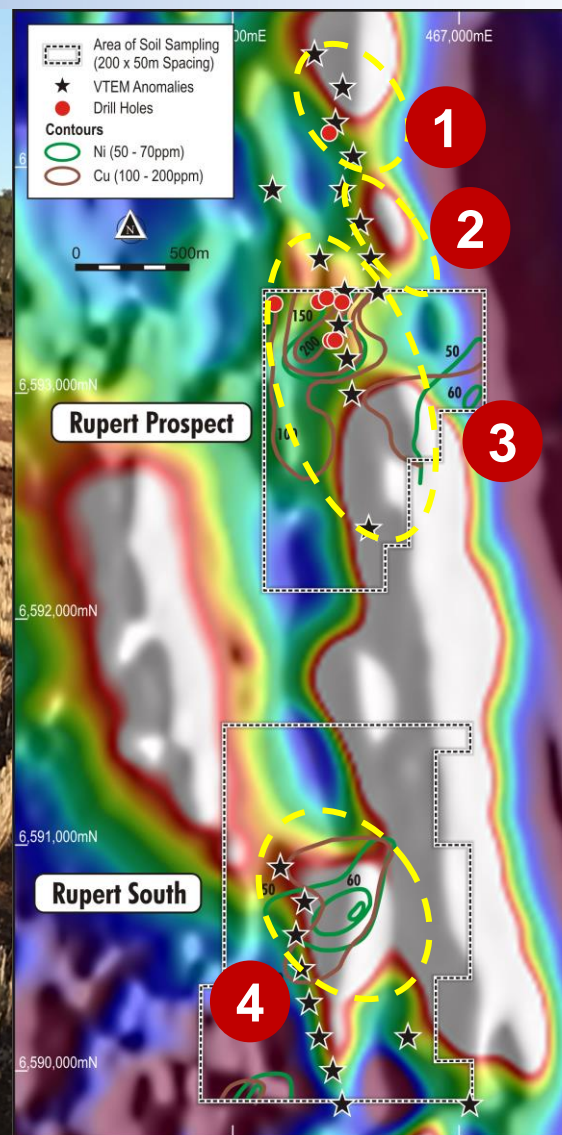 Area of Soil Sampling
(200 x 50m Spacing)
VTEM Anomalies
Drill Holes
Contours
Ni (50 - 70ppm)
Cu (100 - 200ppm)
N
0 500m
467,000mE
1
2
150
200
50
60
6,593,000mN
Rupert Prospect
100
3
6,592,000mN
6,591,000mN
50
60
Rupert South
4
6,590,000mN